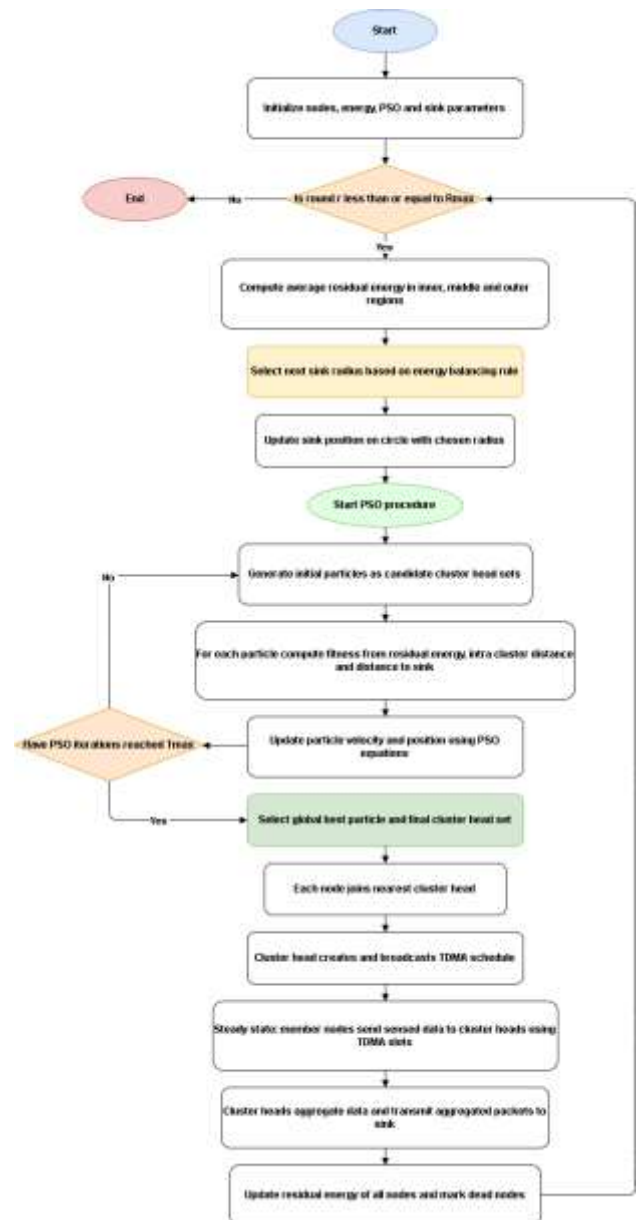 Start
Initialize nodes, energy, PSO and sink parameters
Is round r less than or equal to Rmax
No
End
Yes
Compute average residual energy in inner, middle and outer
regions
Select next sink radius based on energy balancing rule
Update sink position on circle with chosen radius
Start PSO procedure
Generate initial particles as candidate cluster head sets
No
For each particle compute fitness from residual energy, intra cluster distance
and distance to sink
Update particle velocity and position using PSO
equations
Have PSO iterations reached Tmax
Yes
Select global best particle and final cluster head set
Each node joins nearest cluster head
Cluster head creates and broadcasts TDMA schedule
Steady state: member nodes send sensed data to cluster heads using
TDMA slots
Cluster heads aggregate data and transmit aggregated packets to
sink
Update residual energy of all nodes and mark dead nodes